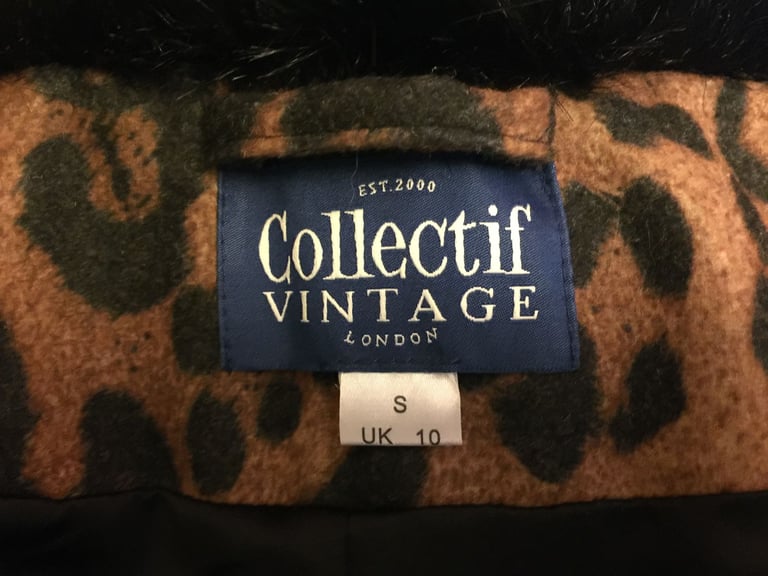 EST.2000
Collectif
VINTAGE
LONDON
S
UK 10